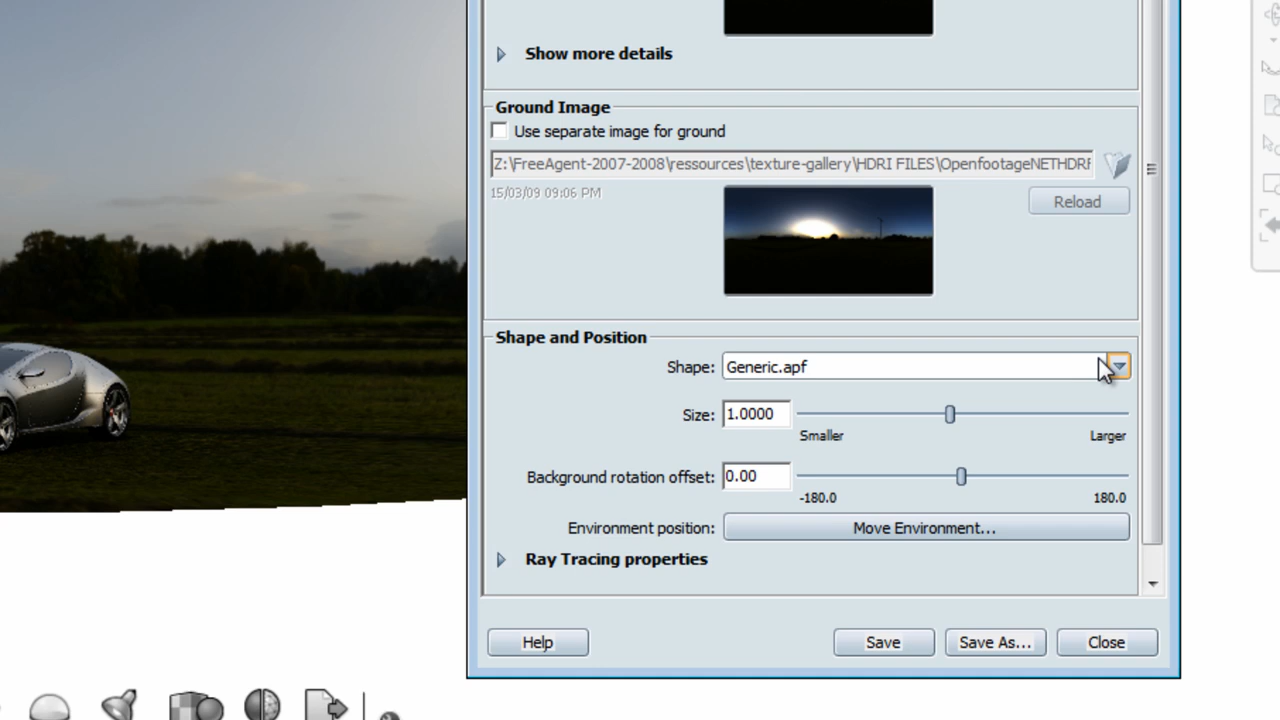 Show more details
Ground Image
Use separate image for ground
Z:\FreeAgent-2007-2008\ressources\texture-gallery\HDRI FILES\OpenfootageNETHDRF
15/03/09 09:06 PM
Reload
Shape and Position
Shape: Generic.apf
Size: 1.0000
Smaller Larger
Background rotation offset: 0.00
-180.0 180.0
Environment position: Move Environment...
Ray Tracing properties
Help Save Save As... Close